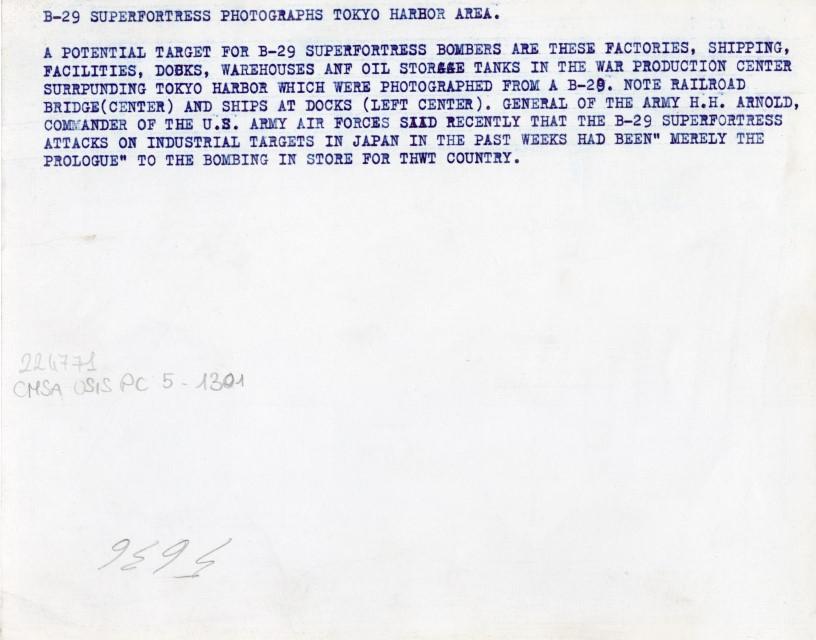 B-29 SUPERFORTRESS PHOTOGRAPHS TOKYO HARBOR AREA.
A POTENTIAL TARGET FOR B-29 SUPERFORTRESS BOMBERS ARE THESE FACTORIES, SHIPPING,
FACILITIES, DOBKS, WAREHOUSES ANF OIL STORAGE TANKS IN THE WAR PRODUCTION CENTER
SURRPUNDING TOKYO HARBOR WHICH WERE PHOTOGRAPHED FROM A B-29. NOTE RAILROAD
BRIDGE(CENTER) AND SHIPS AT DOCKS (LEFT CENTER). GENERAL OF THE ARMY H.H. ARNOLD,
COMMANDER OF THE U.S. ARMY AIR FORCES SAID RECENTLY THAT THE B-29 SUPERFORTRESS
ATTACKS ON INDUSTRIAL TARGETS IN JAPAN IN THE PAST WEEKS HAD BEEN" MERELY THE
PROLOGUE" TO THE BOMBING IN STORE FOR THWT COUNTRY.
224771
CMSA USIS PC 5-1301